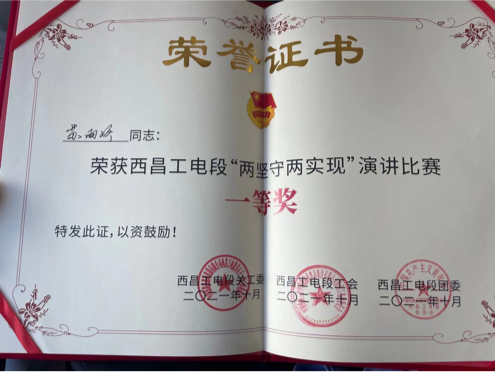 荣誉证书
苏雨娇 同志：
荣获西昌工电段“两坚守两实现”演讲比赛
一等奖
特发此证，以资鼓励！
西昌工电段关工委 西昌工电段工会 西昌工电段团委
二〇二一年十月 二〇二一年十月 二〇二一年十月